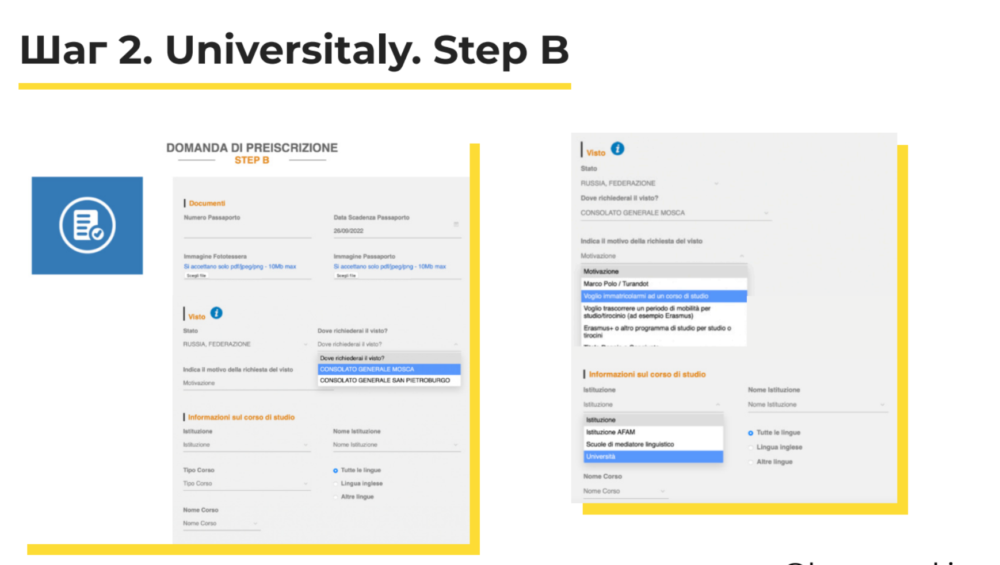 Шаг 2. Universitaly. Step B
DOMANDA DI PREISCRIZIONE
STEP B
Documenti
Numero Passaporto
Data Scadenza Passaporto
26/09/2022
Immagine Fototessera
Immagine Passaporto
Si accettano solo pdf/jpeg/png - 10Mb max
Si accettano solo pdf/jpeg/png - 10Mb max
Scegli file
Scegli file
Visto
Stato
Dove richiederai il visto?
RUSSIA, FEDERAZIONE
Dove richiederai il visto?
Dove richiederai il visto?
CONSOLATO GENERALE MOSCA
CONSOLATO GENERALE SAN PIETROBURGO
Indica il motivo della richiesta del visto
Motivazione
Informazioni sul corso di studio
Istituzione
Nome Istituzione
Istituzione
Nome Istituzione
Tipo Corso
Tipo Corso
Tutte le lingue
Lingua inglese
Altre lingue
Nome Corso
Nome Corso
Visto
Stato
RUSSIA, FEDERAZIONE
Dove richiederai il visto?
CONSOLATO GENERALE MOSCA
Indica il motivo della richiesta del visto
Motivazione
Motivazione
Marco Polo / Turandot
Voglio immatricolarmi ad un corso di studio
Voglio trascorrere un periodo di mobilità per
studio/tirocinio (ad esempio Erasmus)
Erasmus+ o altro programma di studio per studio o
tirocini
Informazioni sul corso di studio
Istituzione
Nome Istituzione
Istituzione
Nome Istituzione
Istituzione
Istituzione AFAM
Scuole di mediatore linguistico
Università
Tutte le lingue
Lingua inglese
Altre lingue
Nome Corso
Nome Corso